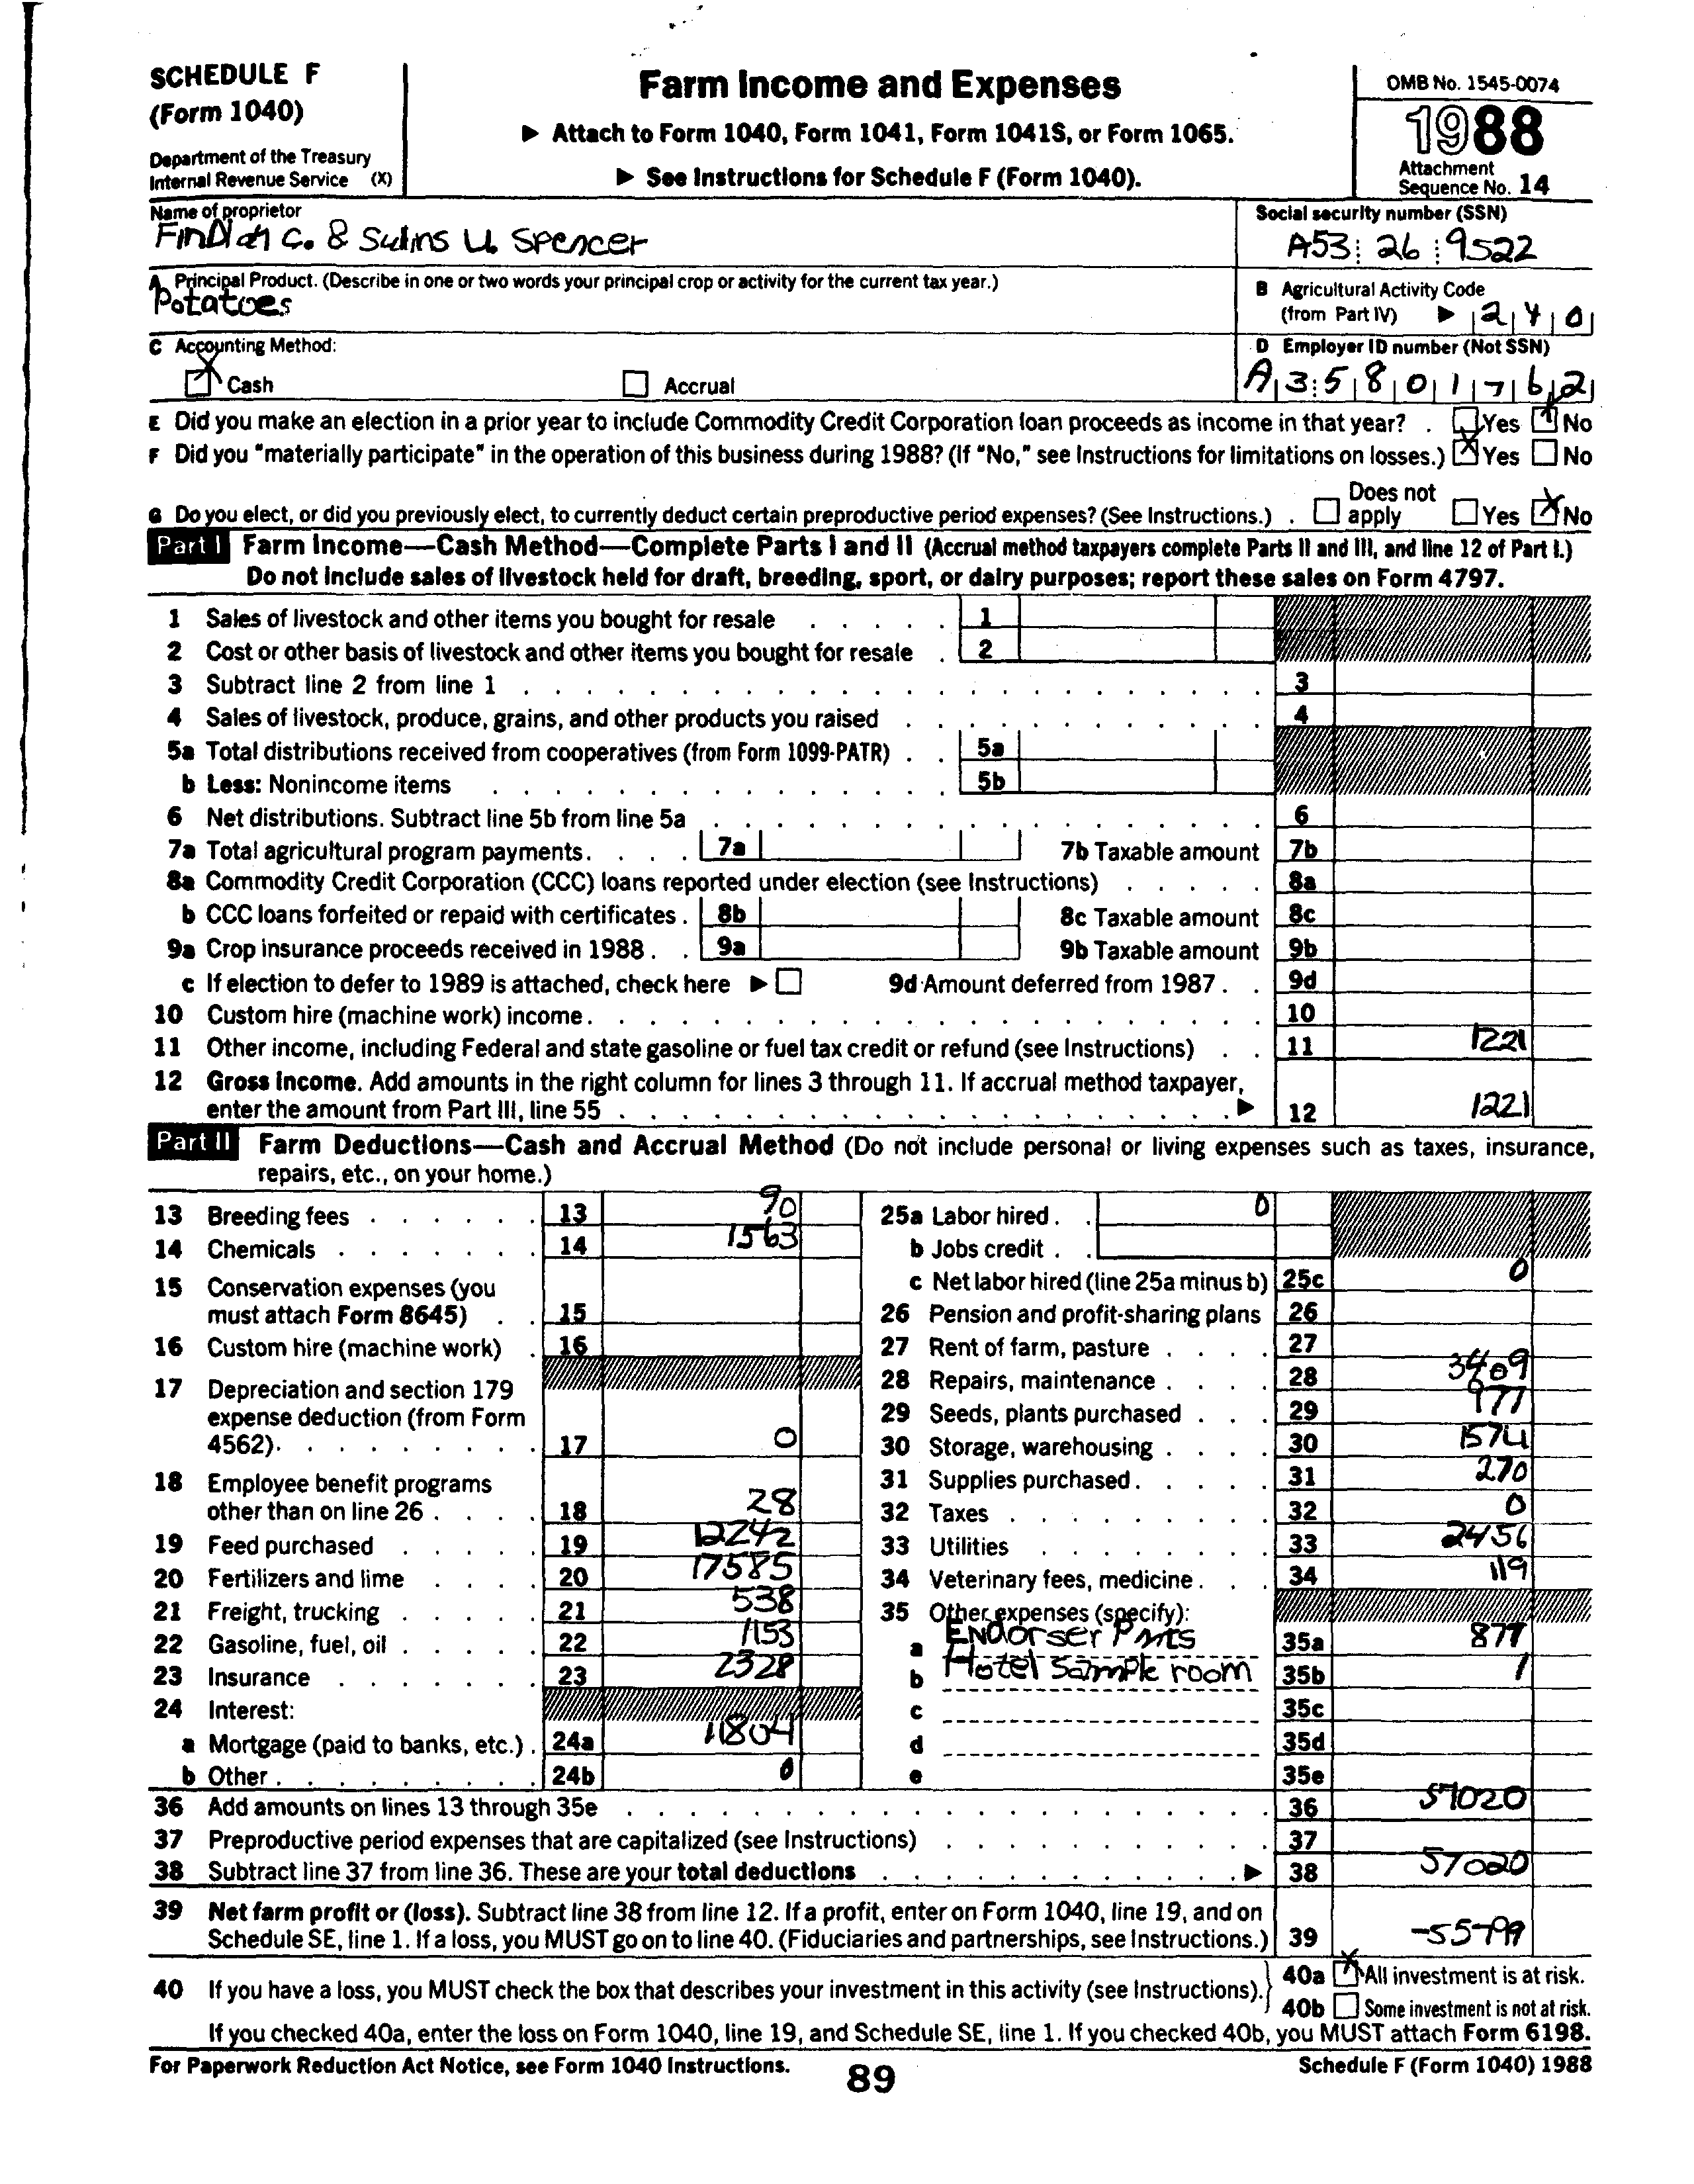 SCHEDULE F
(Form 1040)
Department of the Treasury
Internal Revenue Service (X)
Farm Income and Expenses
▶ Attach to Form 1040, Form 1041, Form 1041S, or Form 1065.
▶ See Instructions for Schedule F (Form 1040).
OMB No. 1545-0074
1988
Attachment
Sequence No. 14
Name of proprietor
C. & U. Spencer
Social security number (SSN)
A53 26 9522
A Principal Product. (Describe in one or two words your principal crop or activity for the current tax year.)
Potatoes
B Agricultural Activity Code
(from Part IV) ▶ 2 4 0
C Accounting Method:
Cash Accrual
D Employer ID number (Not SSN)
A 3 5 8 0 1 7 6 2
E Did you make an election in a prior year to include Commodity Credit Corporation loan proceeds as income in that year? . Yes No
F Did you "materially participate" in the operation of this business during 1988? (If "No," see Instructions for limitations on losses.) Yes No
G Do you elect, or did you previously elect, to currently deduct certain preproductive period expenses? (See Instructions.) . Does not apply Yes No
Part I Farm Income—Cash Method—Complete Parts I and II (Accrual method taxpayers complete Parts II and III, and line 12 of Part I.)
Do not include sales of livestock held for draft, breeding, sport, or dairy purposes; report these sales on Form 4797.
1 Sales of livestock and other items you bought for resale 1
2 Cost or other basis of livestock and other items you bought for resale 2
3 Subtract line 2 from line 1 3
4 Sales of livestock, produce, grains, and other products you raised 4
5a Total distributions received from cooperatives (from Form 1099-PATR) 5a
b Less: Nonincome items 5b
6 Net distributions. Subtract line 5b from line 5a 6
7a Total agricultural program payments. 7a 7b Taxable amount 7b
8a Commodity Credit Corporation (CCC) loans reported under election (see Instructions) 8a
b CCC loans forfeited or repaid with certificates. 8b 8c Taxable amount 8c
9a Crop insurance proceeds received in 1988. 9a 9b Taxable amount 9b
c If election to defer to 1989 is attached, check here ▶ 9d Amount deferred from 1987. 9d
10 Custom hire (machine work) income. 10
11 Other income, including Federal and state gasoline or fuel tax credit or refund (see Instructions) 11 1221
12 Gross income. Add amounts in the right column for lines 3 through 11. If accrual method taxpayer,
enter the amount from Part III, line 55 ▶ 12 1221
Part II Farm Deductions—Cash and Accrual Method (Do not include personal or living expenses such as taxes, insurance,
repairs, etc., on your home.)
13 Breeding fees 13 90
14 Chemicals 14 1563
15 Conservation expenses (you
must attach Form 8645) 15
16 Custom hire (machine work) 16
17 Depreciation and section 179
expense deduction (from Form
4562). 17 0
18 Employee benefit programs
other than on line 26 18 28
19 Feed purchased 19 12242
20 Fertilizers and lime 20 17585
21 Freight, trucking 21 538
22 Gasoline, fuel, oil 22 1153
23 Insurance 23 2328
24 Interest:
a Mortgage (paid to banks, etc.) 24a 11804
b Other 24b 0
25a Labor hired. 0
b Jobs credit
c Net labor hired (line 25a minus b) 25c 0
26 Pension and profit-sharing plans 26
27 Rent of farm, pasture 27
28 Repairs, maintenance 28 3409
29 Seeds, plants purchased 29 977
30 Storage, warehousing 30 1574
31 Supplies purchased 31 270
32 Taxes 32 0
33 Utilities 33 2456
34 Veterinary fees, medicine 34 119
35 Other expenses (specify):
a Endorser Parts 35a 877
b Hotel sample room 35b 1
c 35c
d 35d
e 35e
36 Add amounts on lines 13 through 35e 36 57020
37 Preproductive period expenses that are capitalized (see Instructions) 37
38 Subtract line 37 from line 36. These are your total deductions ▶ 38 57020
39 Net farm profit or (loss). Subtract line 38 from line 12. If a profit, enter on Form 1040, line 19, and on
Schedule SE, line 1. If a loss, you MUST go on to line 40. (Fiduciaries and partnerships, see Instructions.) 39 -55799
40 If you have a loss, you MUST check the box that describes your investment in this activity (see Instructions). 40a All investment is at risk.
40b Some investment is not at risk.
If you checked 40a, enter the loss on Form 1040, line 19, and Schedule SE, line 1. If you checked 40b, you MUST attach Form 6198.
For Paperwork Reduction Act Notice, see Form 1040 Instructions.
89
Schedule F (Form 1040) 1988